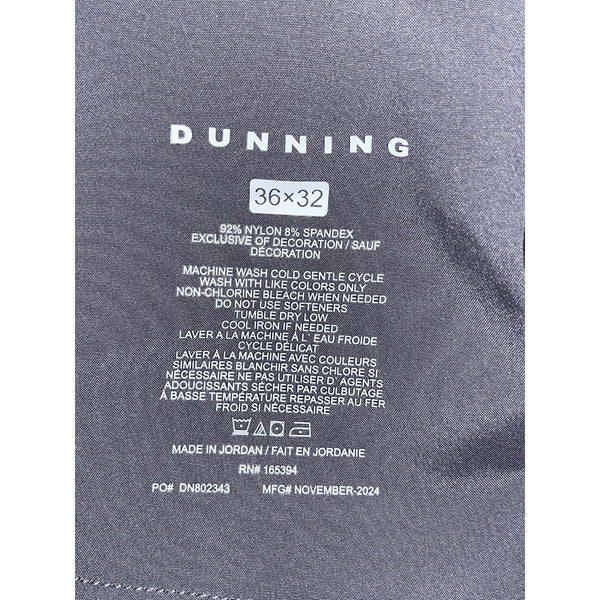 DUNNING
36×32
92% NYLON 8% SPANDEX
EXCLUSIVE OF DECORATION / SAUF
DÉCORATION
MACHINE WASH COLD GENTLE CYCLE
WASH WITH LIKE COLORS ONLY
NON-CHLORINE BLEACH WHEN NEEDED
DO NOT USE SOFTENERS
TUMBLE DRY LOW
COOL IRON IF NEEDED
LAVER A LA MACHINE À L` EAU FROIDE
CYCLE DÉLICAT
LAVER À LA MACHINE AVEC COULEURS
SIMILAIRES BLANCHIR SANS CHLORE SI
NÉCESSAIRE NE PAS UTILISER D` AGENTS
ADOUCISSANTS SÉCHER PAR CULBUTAGE
À BASSE TEMPÉRATURE REPASSER AU FER
FROID SI NÉCESSAIRE
MADE IN JORDAN / FAIT EN JORDANIE
RN# 165394
PO# DN802343 MFG# NOVEMBER-2024